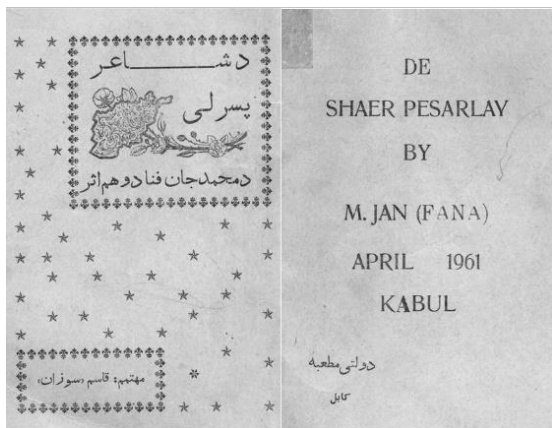 د شاعر
پسرلی
د محمد جان فنا دوهم اثر
مهتمم: قاسم «سوزان»
DE
SHAER PESARLAY
BY
M. JAN (FANA)
APRIL 1961
KABUL
دولتی مطبعه
کابل